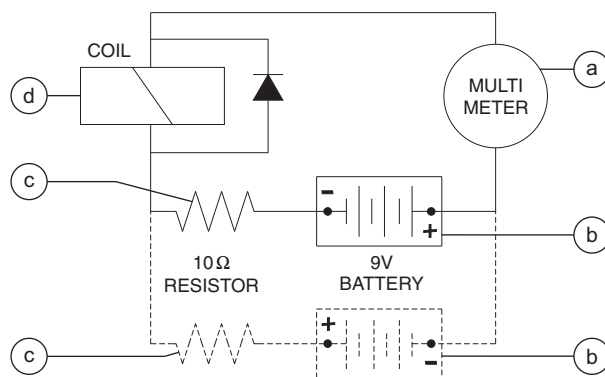 COIL
a
MULTI
METER
d
c
-
+
b
10Ω
RESISTOR
9V
BATTERY
+
-
c
b